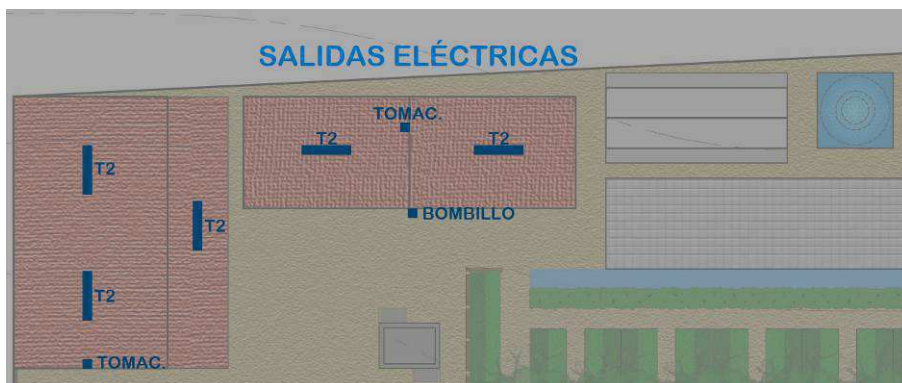 SALIDAS ELÉCTRICAS
TOMAC.
T2
T2
T2
T2
BOMBILLO
T2
TOMAC.